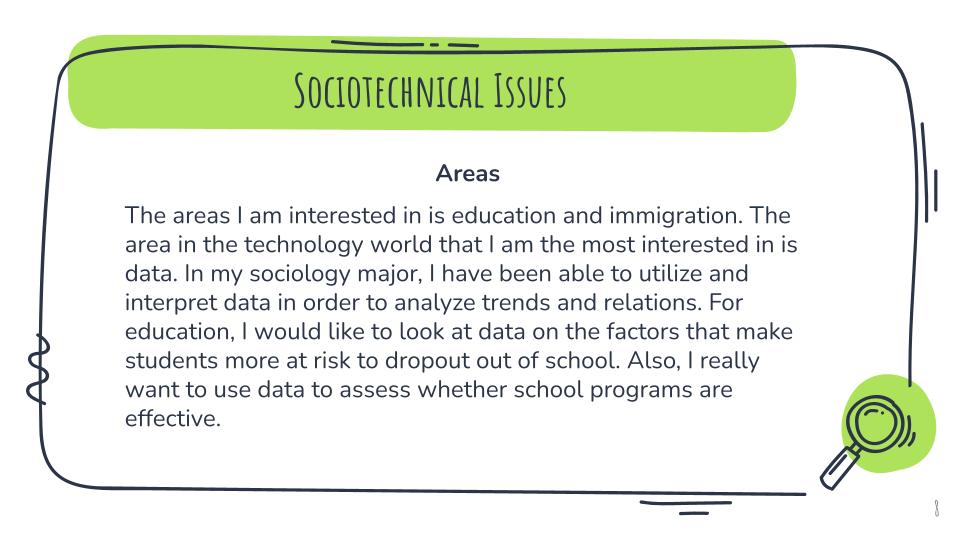 Sociotechnical Issues
Areas
The areas I am interested in is education and immigration. The
area in the technology world that I am the most interested in is
data. In my sociology major, I have been able to utilize and
interpret data in order to analyze trends and relations. For
education, I would like to look at data on the factors that make
students more at risk to dropout out of school. Also, I really
want to use data to assess whether school programs are
effective.
8